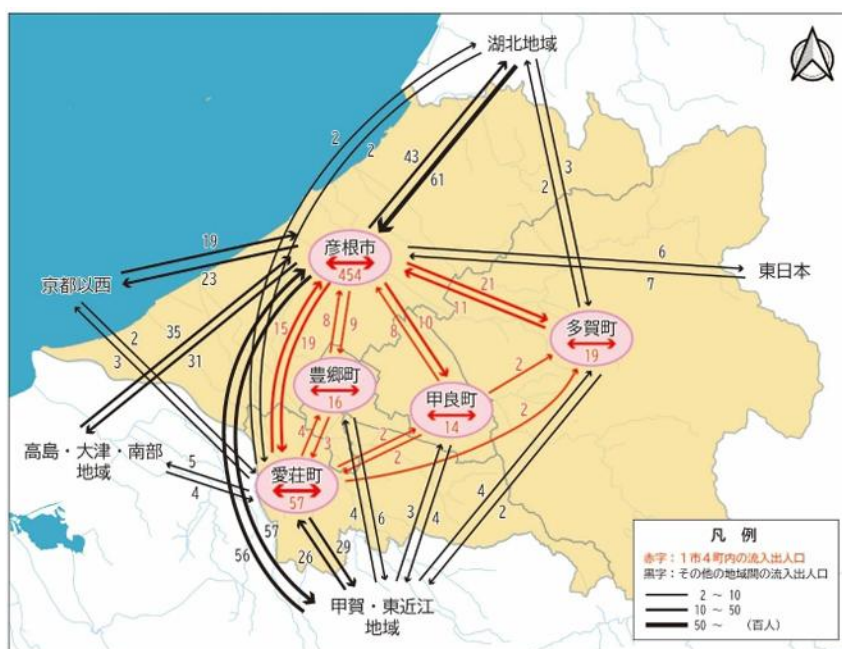 湖北地域
2
2
43
61
3
2
彦根市
454
19
23
京都以西
6
7
東日本
21
11
多賀町
19
35
31
2
3
15
19
8
9
8
10
豊郷町
16
甲良町
14
2
2
4
3
2
2
高島・大津・南部
地域
5
4
愛荘町
57
57
56
26
29
4
6
3
4
4
2
甲賀・東近江
地域
凡 例
赤字：1市4町内の流入出人口
黒字：その他の地域間の流入出人口
2 ～ 10
10 ～ 50
50 ～ （百人）